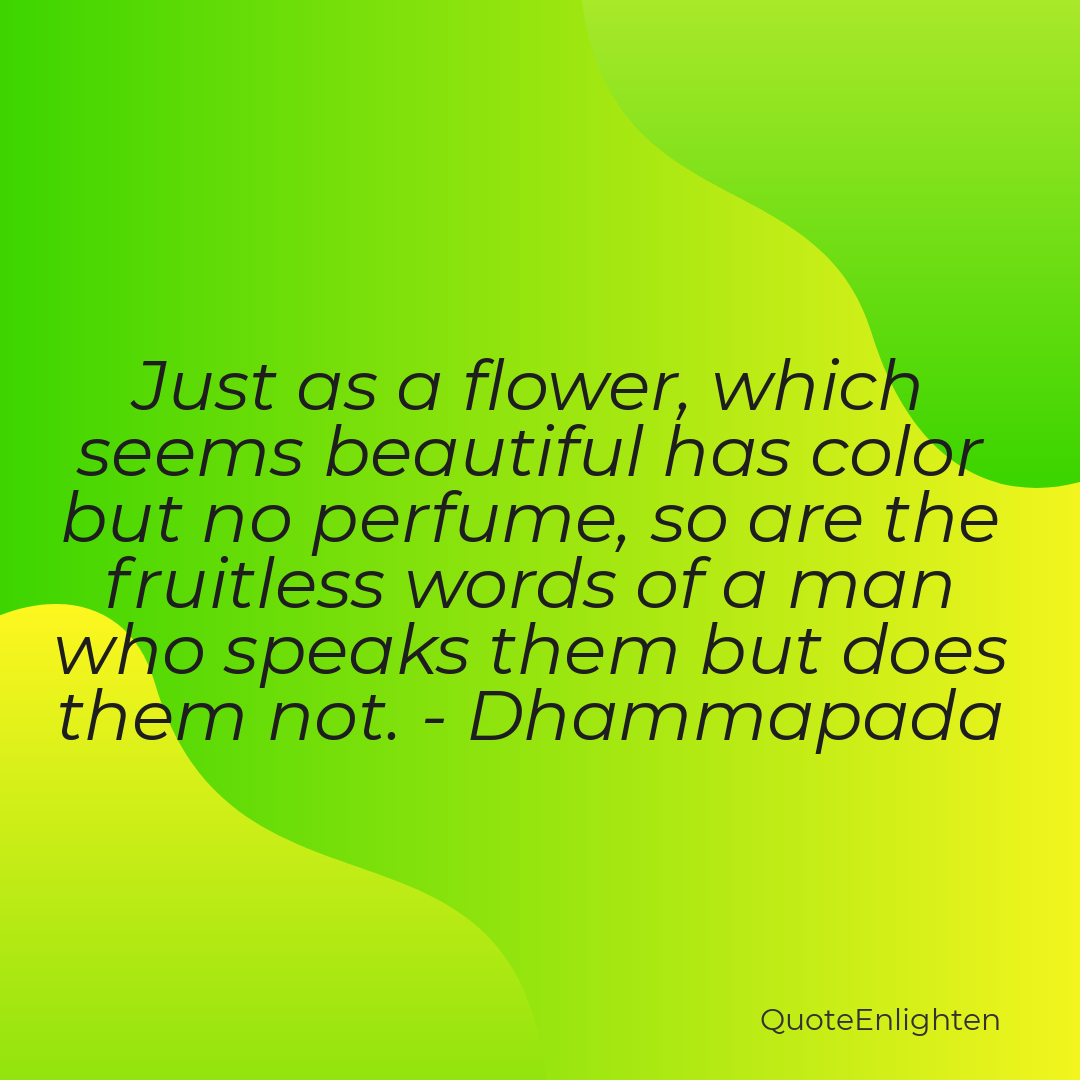 Just as a flower, which
seems beautiful has color
but no perfume, so are the
fruitless words of a man
who speaks them but does
them not. - Dhammapada
QuoteEnlighten